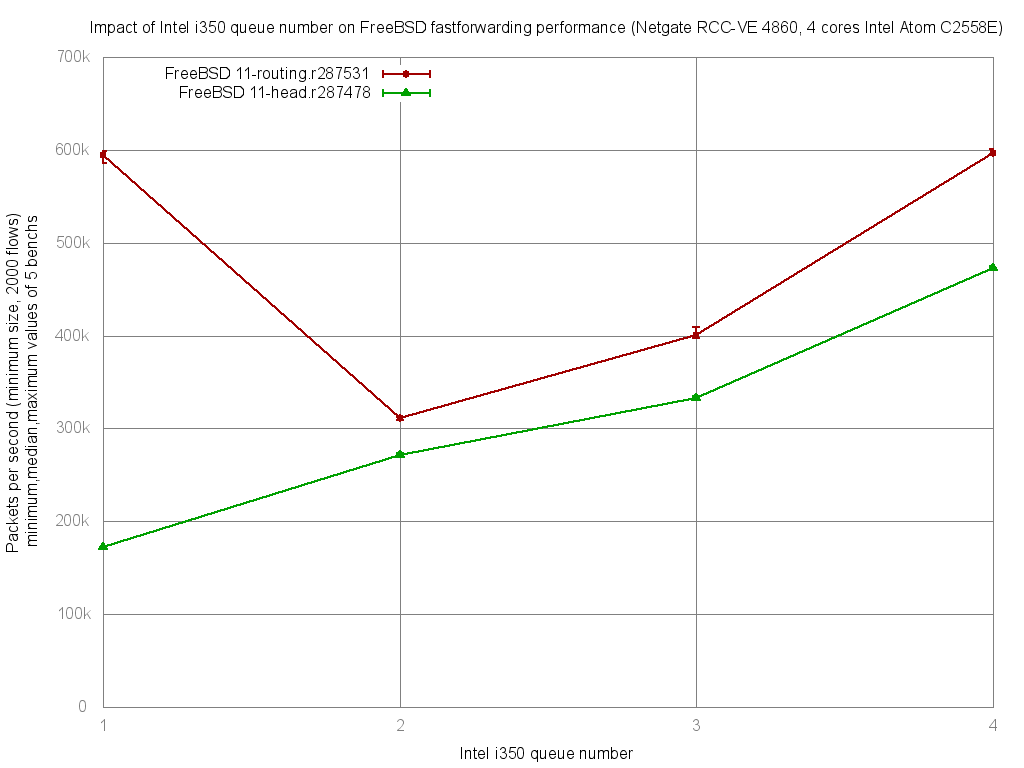 Impact of Intel i350 queue number on FreeBSD fastforwarding performance (Netgate RCC-VE 4860, 4 cores Intel Atom C2558E)
FreeBSD 11-routing.r287531
FreeBSD 11-head.r287478
Packets per second (minimum size, 2000 flows)
minimum,median,maximum values of 5 benchs
700k
600k
500k
400k
300k
200k
100k
0
1 2 3 4
Intel i350 queue number